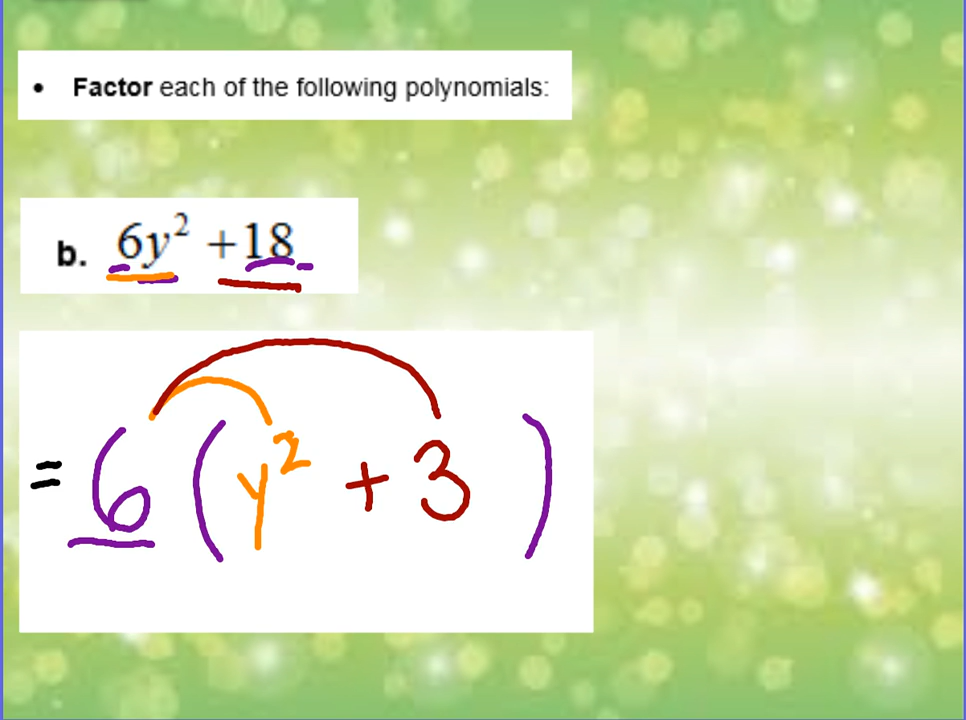 • Factor each of the following polynomials:
b. 6y² +18
= 6 ( y² + 3 )